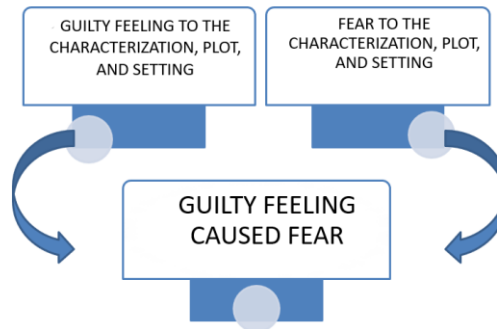 GUILTY FEELING TO THE
CHARACTERIZATION, PLOT,
AND SETTING
FEAR TO THE
CHARACTERIZATION, PLOT,
AND SETTING
GUILTY FEELING
CAUSED FEAR